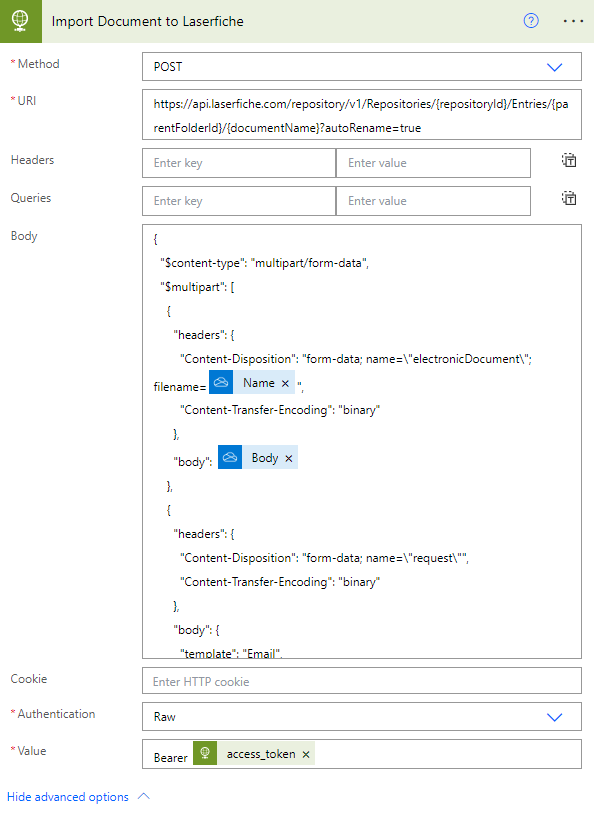 Import Document to Laserfiche
* Method
POST
* URI
https://api.laserfiche.com/repository/v1/Repositories/{repositoryId}/Entries/{pa
rentFolderId}/{documentName}?autoRename=true
Headers
Enter key
Enter value
Queries
Enter key
Enter value
Body
{
"$content-type": "multipart/form-data",
"$multipart": [
{
"headers": {
"Content-Disposition": "form-data; name=\"electronicDocument\";
filename= Name × ",
"Content-Transfer-Encoding": "binary"
},
"body": Body ×
},
{
"headers": {
"Content-Disposition": "form-data; name=\"request\"",
"Content-Transfer-Encoding": "binary"
},
"body": {
"template": "Email",
Cookie
Enter HTTP cookie
* Authentication
Raw
* Value
Bearer access_token ×
Hide advanced options